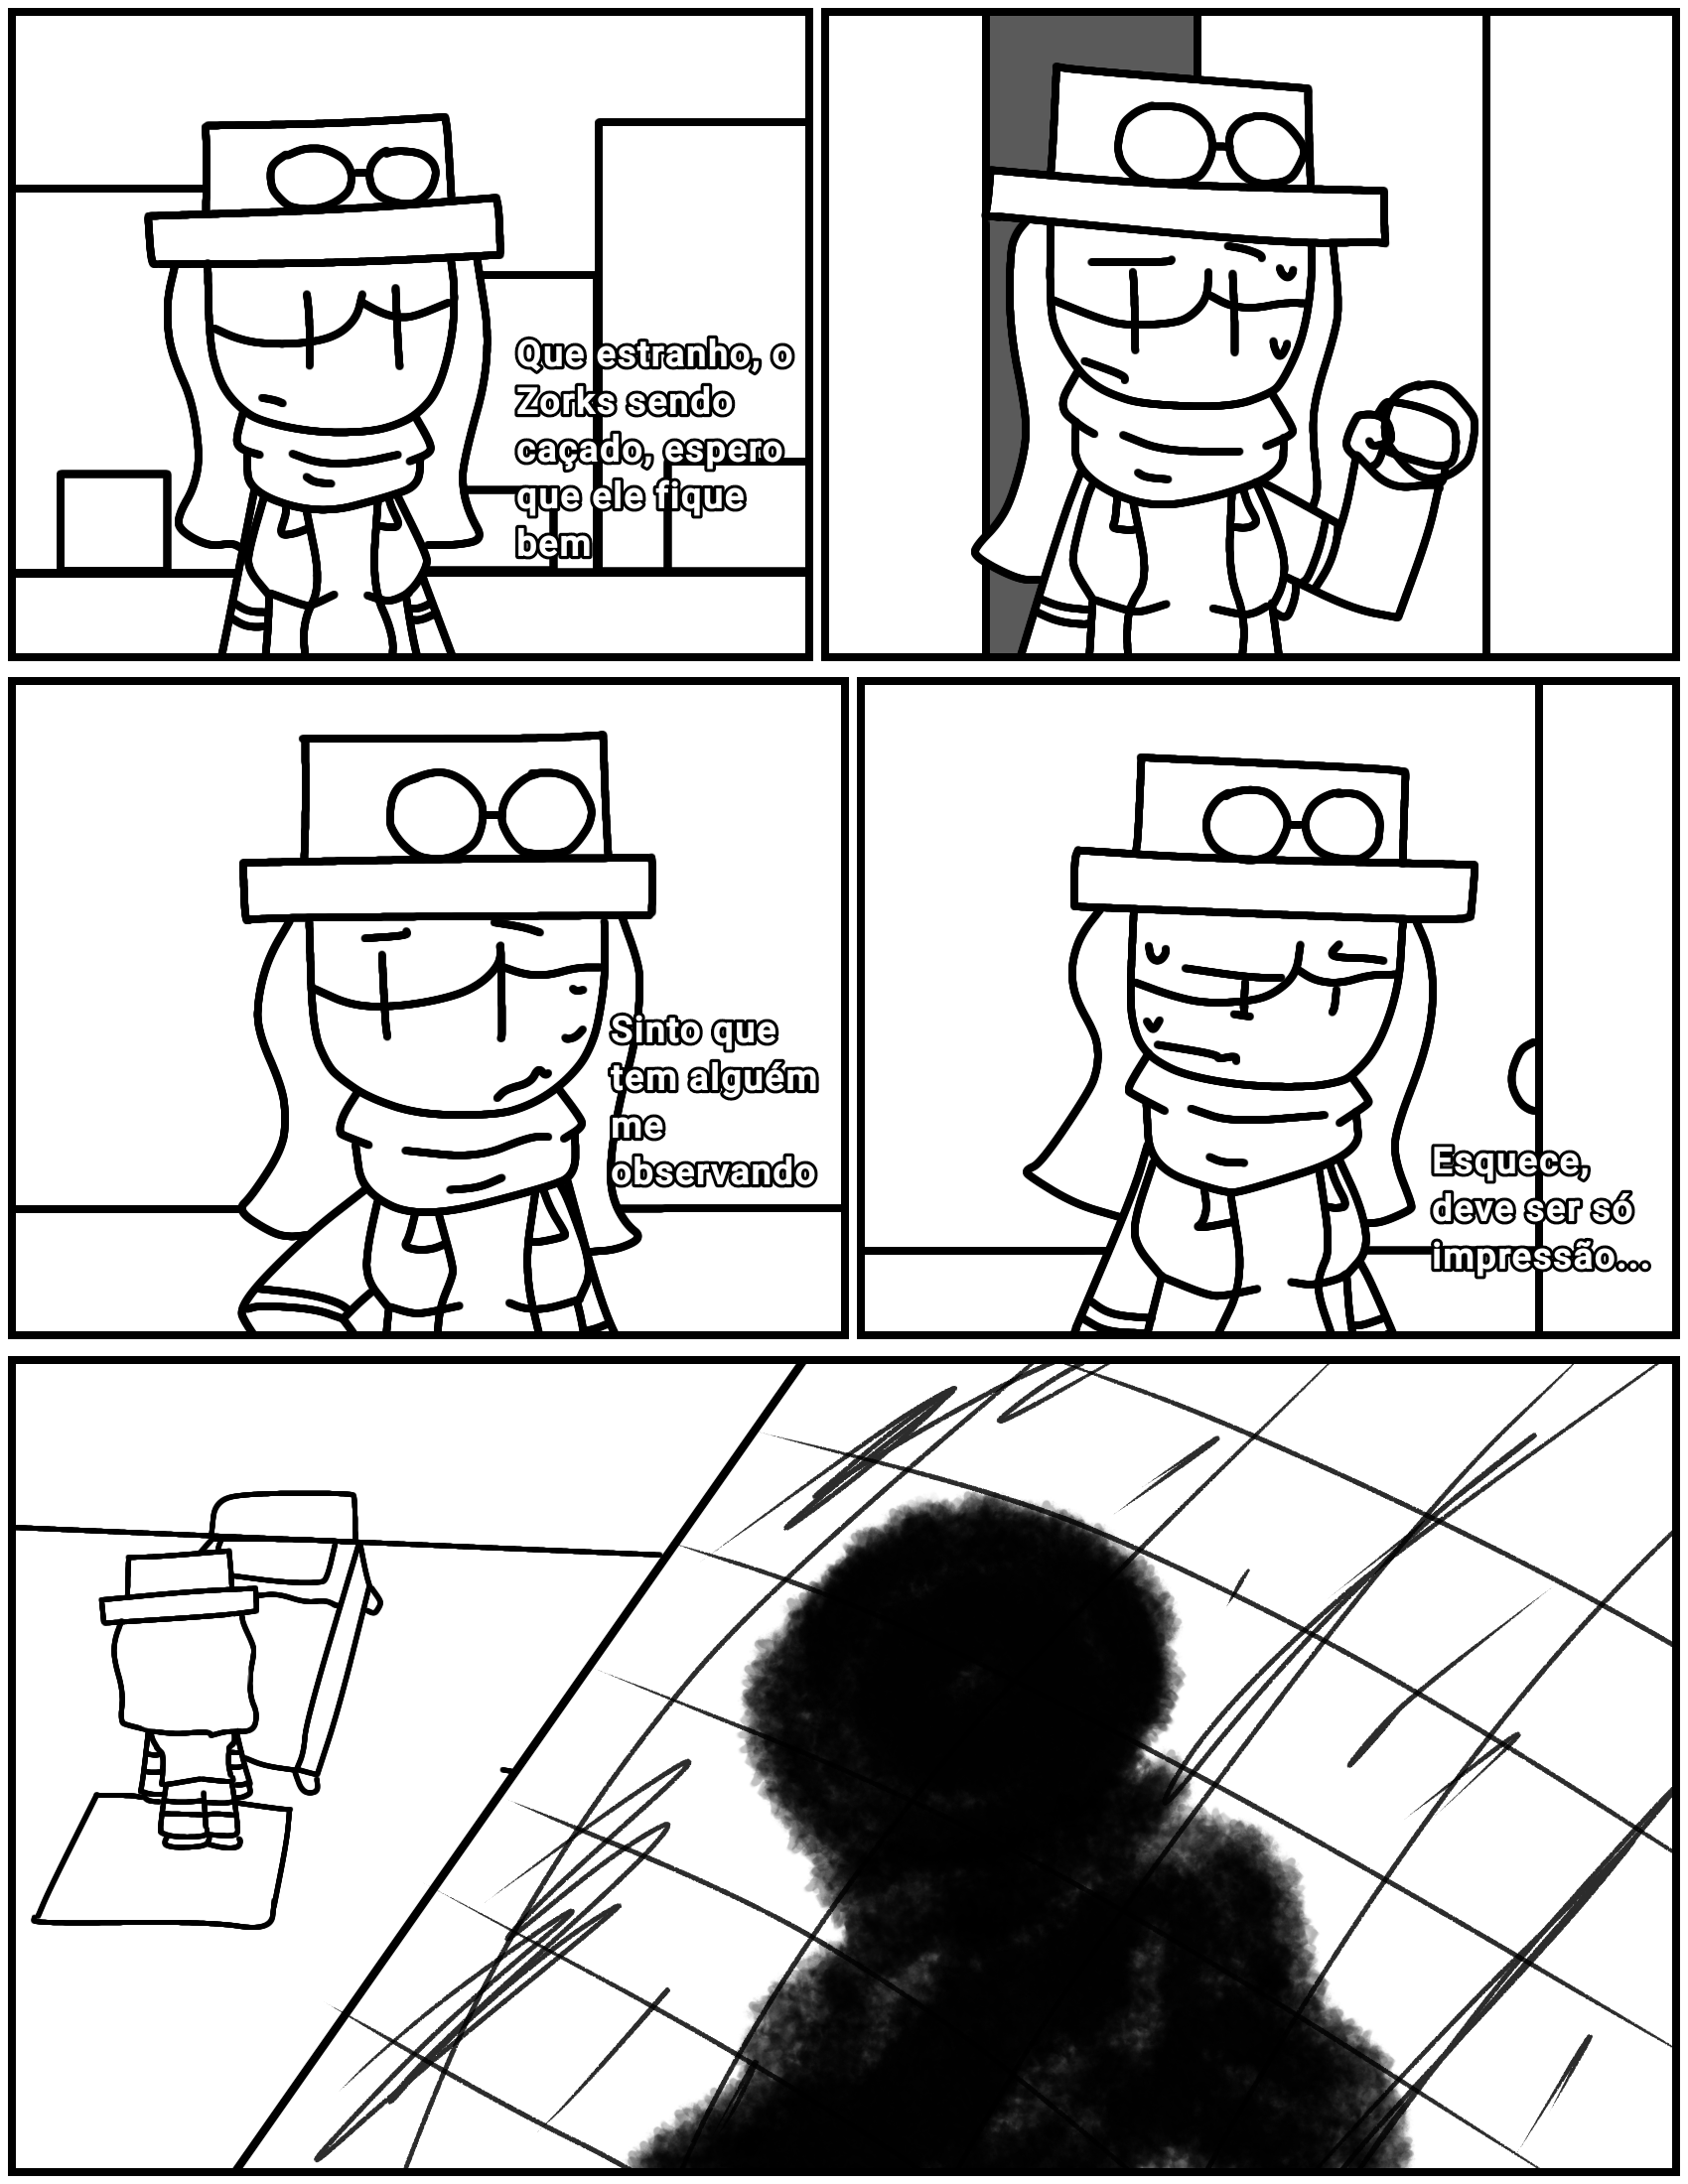 Que estranho, o
Zorks sendo
caçado, espero
que ele fique
bem
Sinto que
tem alguém
me
observando
Esquece,
deve ser só
impressão...